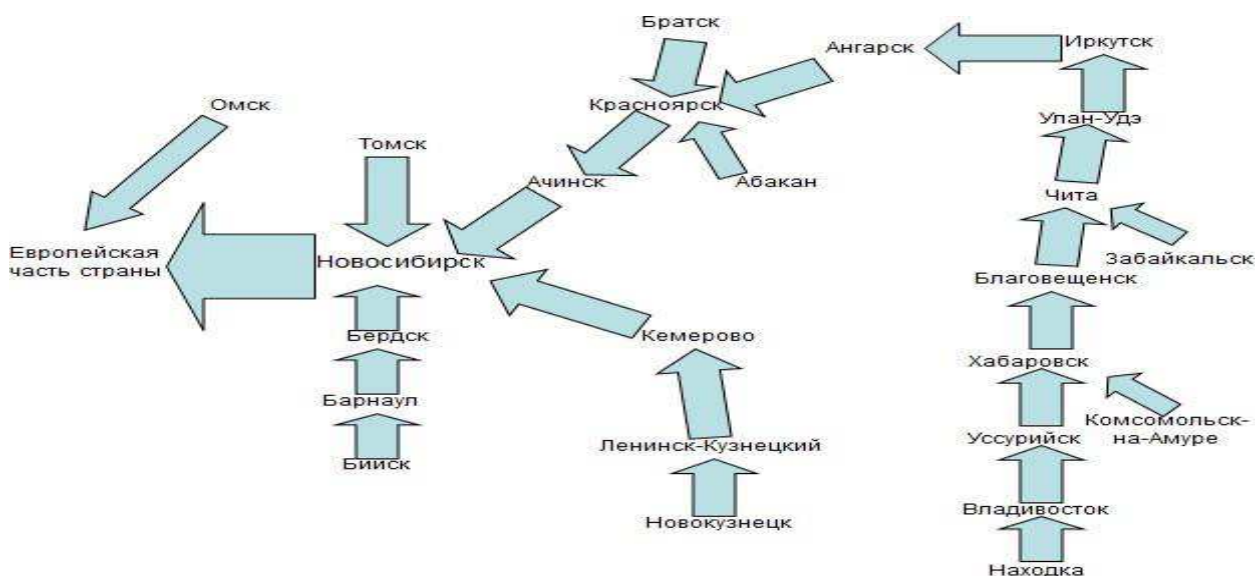 Братск
Ангарск
Иркутск
Омск
Красноярск
Улан-Удэ
Томск
Ачинск
Абакан
Чита
Европейская
часть страны
Новосибирск
Забайкальск
Благовещенск
Бердск
Кемерово
Хабаровск
Барнаул
Комсомольск-
на-Амуре
Ленинск-Кузнецкий
Уссурийск
Бийск
Новокузнецк
Владивосток
Находка